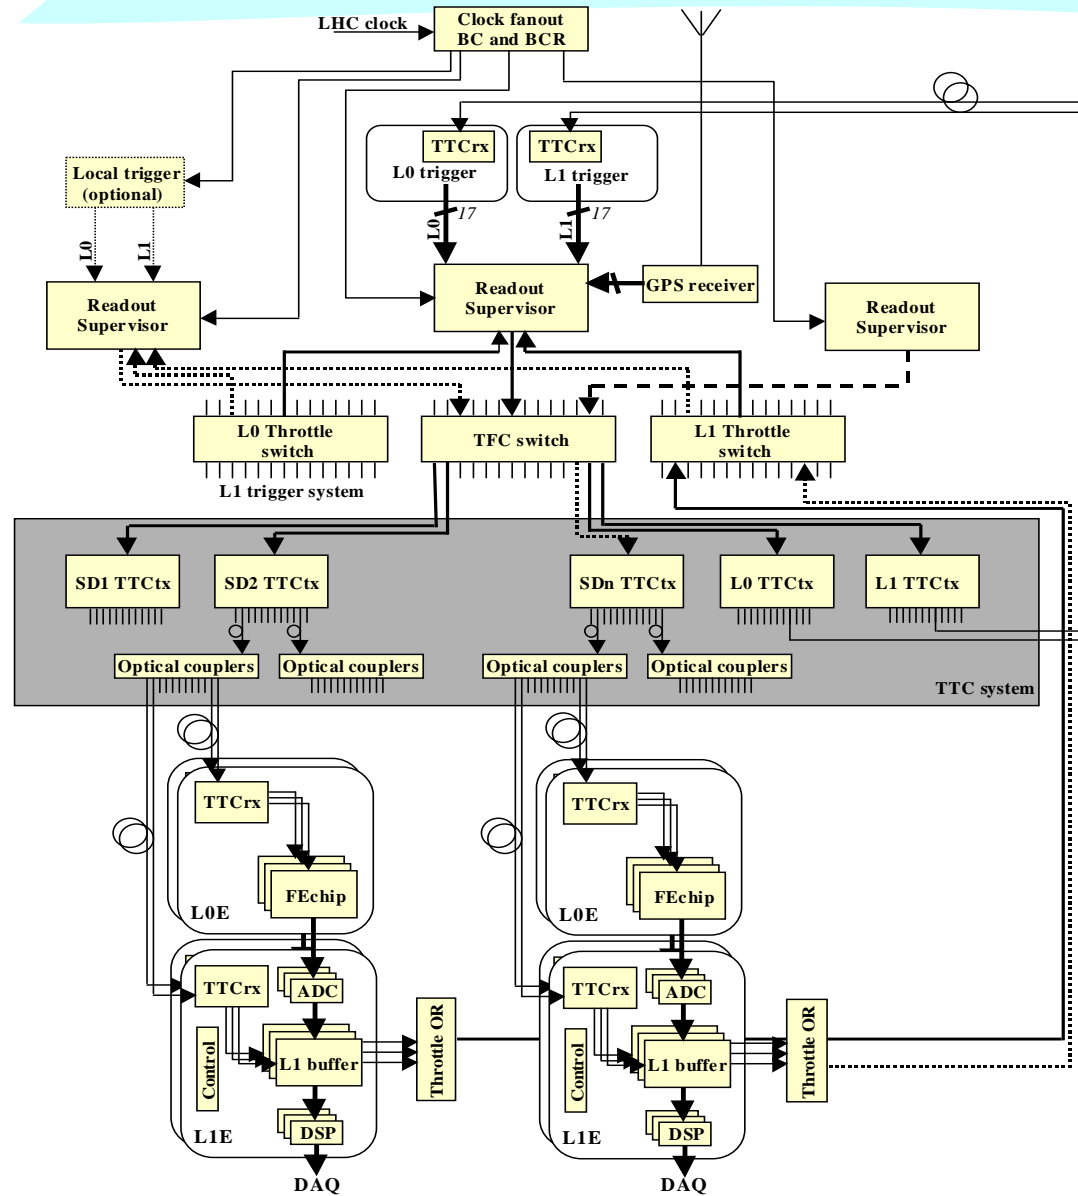 LHC clock
Clock fanout
BC and BCR
TTCrx
L0 trigger
TTCrx
L1 trigger
Local trigger
(optional)
17
17
L0
L1
L0
L1
Readout
Supervisor
Readout
Supervisor
GPS receiver
Readout
Supervisor
L0 Throttle
switch
TFC switch
L1 Throttle
switch
L1 trigger system
SD1 TTCtx
SD2 TTCtx
SDn TTCtx
L0 TTCtx
L1 TTCtx
Optical couplers
Optical couplers
Optical couplers
Optical couplers
TTC system
TTCrx
FEchip
L0E
TTCrx
FEchip
L0E
TTCrx
ADC
Control
L1 buffer
Throttle OR
DSP
L1E
DAQ
TTCrx
ADC
Control
L1 buffer
Throttle OR
DSP
L1E
DAQ